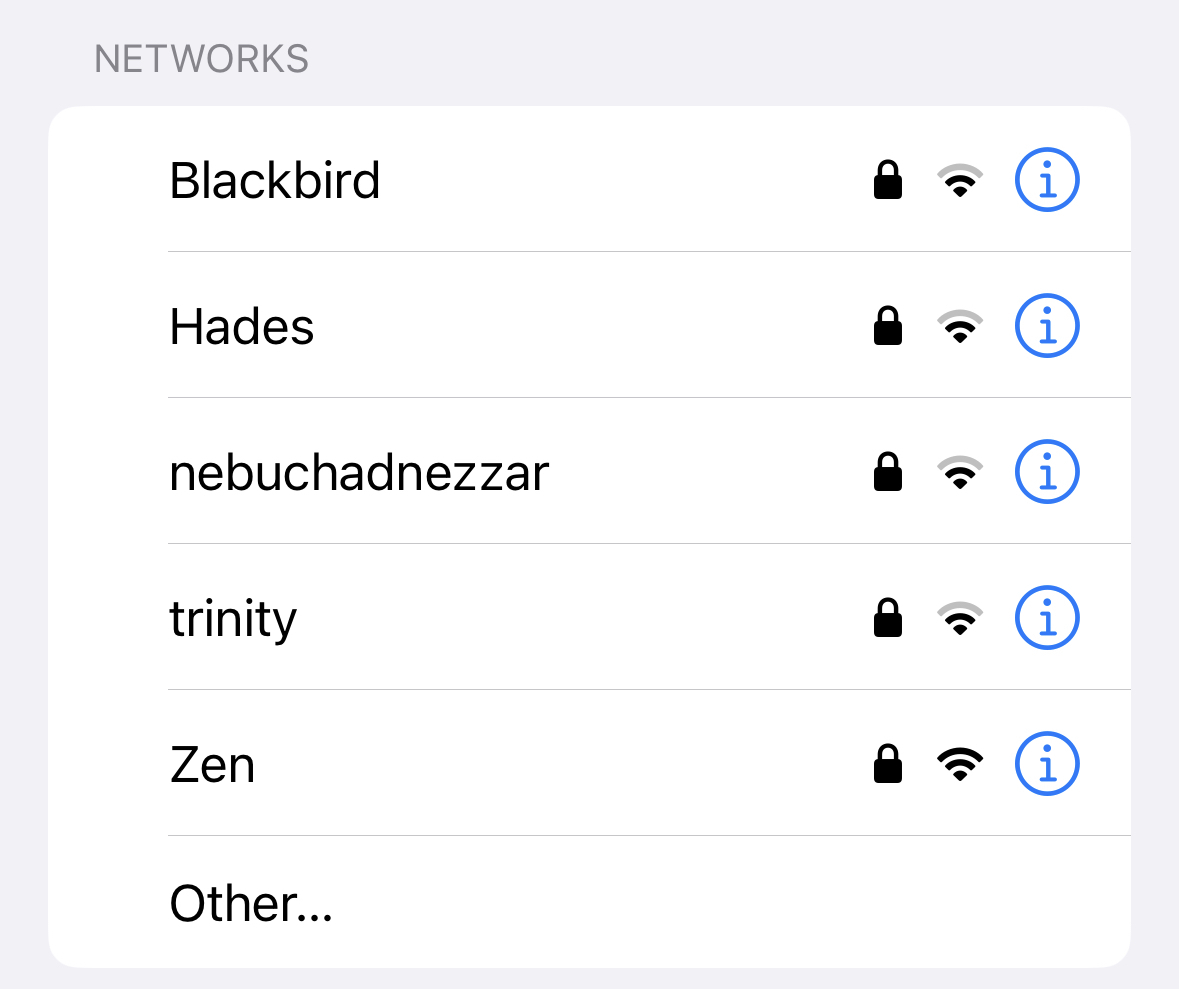 NETWORKS
Blackbird
Hades
nebuchadnezzar
trinity
Zen
Other...